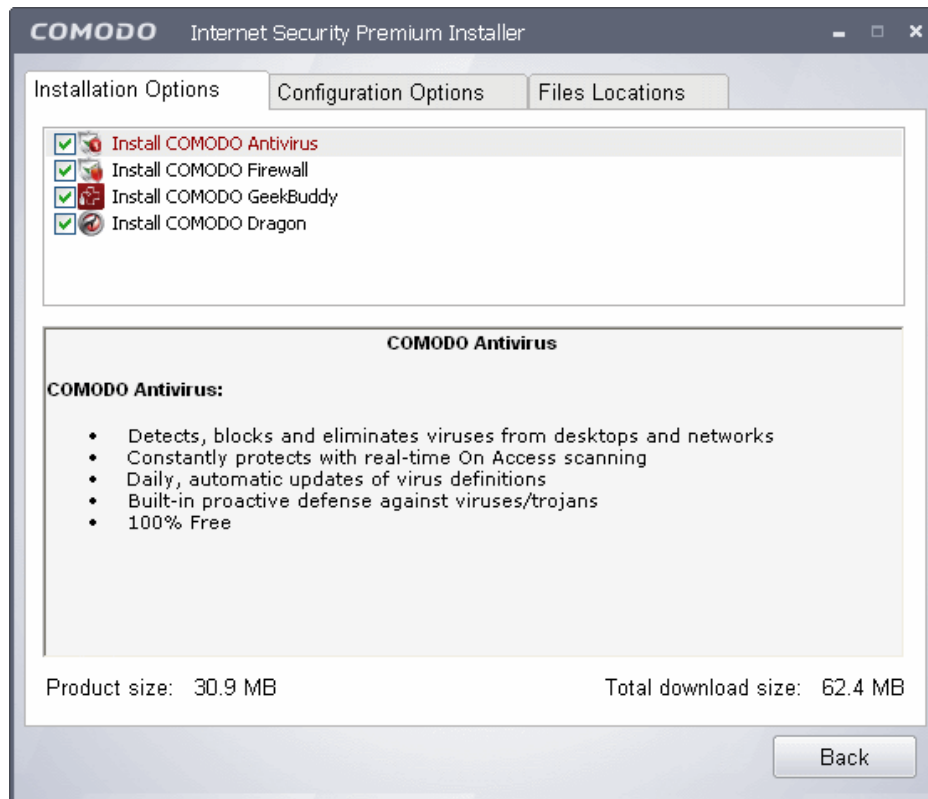 COMODO Internet Security Premium Installer
Installation Options Configuration Options Files Locations
Install COMODO Antivirus
Install COMODO Firewall
Install COMODO GeekBuddy
Install COMODO Dragon
COMODO Antivirus
COMODO Antivirus:
• Detects, blocks and eliminates viruses from desktops and networks
• Constantly protects with real-time On Access scanning
• Daily, automatic updates of virus definitions
• Built-in proactive defense against viruses/trojans
• 100% Free
Product size: 30.9 MB Total download size: 62.4 MB
Back